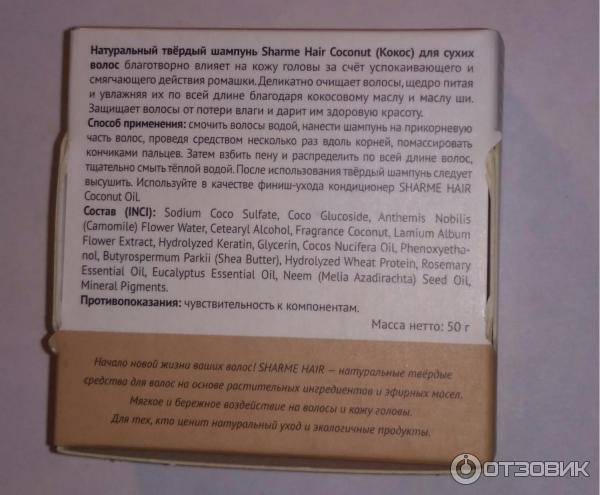 Натуральный твёрдый шампунь Sharme Hair Coconut (Кокос) для сухих
волос благотворно влияет на кожу головы за счёт успокаивающего и
смягчающего действия ромашки. Деликатно очищает волосы, щедро питая
и увлажняя их по всей длине благодаря кокосовому маслу и маслу ши.
Защищает волосы от потери влаги и дарит им здоровую красоту.
Способ применения: смочить волосы водой, нанести шампунь на прикорневую
часть волос, проведя средством несколько раз вдоль корней, помассировать
кончиками пальцев. Затем взбить пену и распределить по всей длине волос,
тщательно смыть тёплой водой. После использования твёрдый шампунь следует
высушить. Используйте в качестве финиш-ухода кондиционер SHARME HAIR
Coconut Oil.
Состав (INCI): Sodium Coco Sulfate, Coco Glucoside, Anthemis Nobilis
(Camomile) Flower Water, Cetearyl Alcohol, Fragrance Coconut, Lamium Album
Flower Extract, Hydrolyzed Keratin, Glycerin, Cocos Nucifera Oil, Phenoxyetha-
nol, Butyrospermum Parkii (Shea Butter), Hydrolyzed Wheat Protein, Rosemary
Essential Oil, Eucalyptus Essential Oil, Neem (Melia Azadirachta) Seed Oil,
Mineral Pigments.
Противопоказания: чувствительность к компонентам.
Масса нетто: 50 г
Начало новой жизни ваших волос! SHARME HAIR — натуральные твёрдые
средства для волос на основе растительных ингредиентов и эфирных масел.
Мягкое и бережное воздействие на волосы и кожу головы.
Для тех, кто ценит натуральный уход и экологичные продукты.
ОТЗОВИК